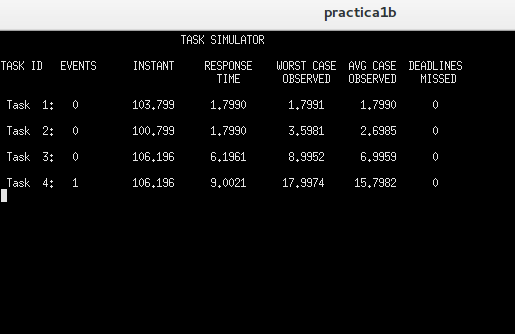 practica1b
TASK SIMULATOR
TASK ID EVENTS INSTANT RESPONSE WORST CASE AVG CASE DEADLINES
TIME OBSERVED OBSERVED MISSED
Task 1: 0 103.799 1.7990 1.7991 1.7990 0
Task 2: 0 100.799 1.7990 3.5981 2.6985 0
Task 3: 0 106.196 6.1961 8.9952 6.9959 0
Task 4: 1 106.196 9.0021 17.9974 15.7982 0